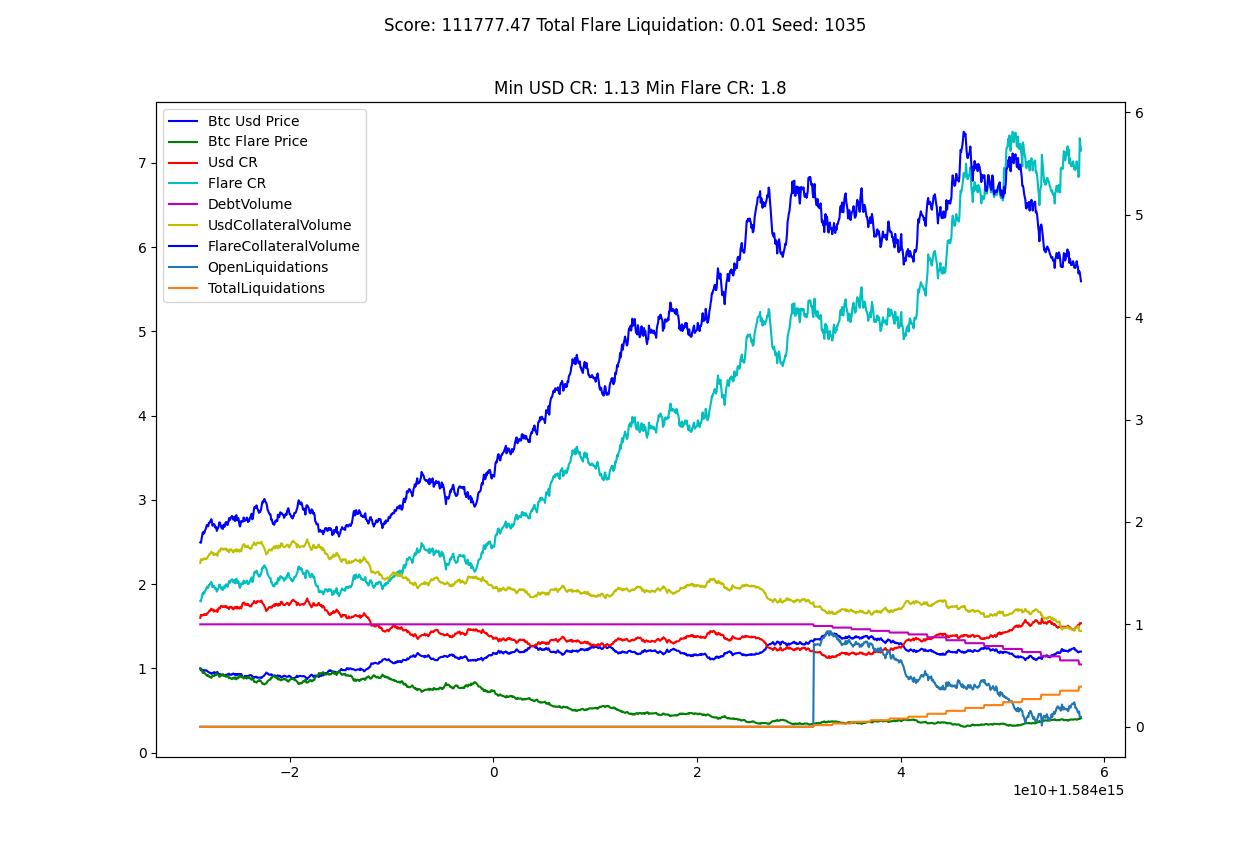 Score: 111777.47 Total Flare Liquidation: 0.01 Seed: 1035
Min USD CR: 1.13 Min Flare CR: 1.8
Btc Usd Price
Btc Flare Price
Usd CR
Flare CR
DebtVolume
UsdCollateralVolume
FlareCollateralVolume
OpenLiquidations
TotalLiquidations
7
6
5
4
3
2
1
0
6
5
4
3
2
1
0
−2
0
2
4
6
1e10+1.584e15